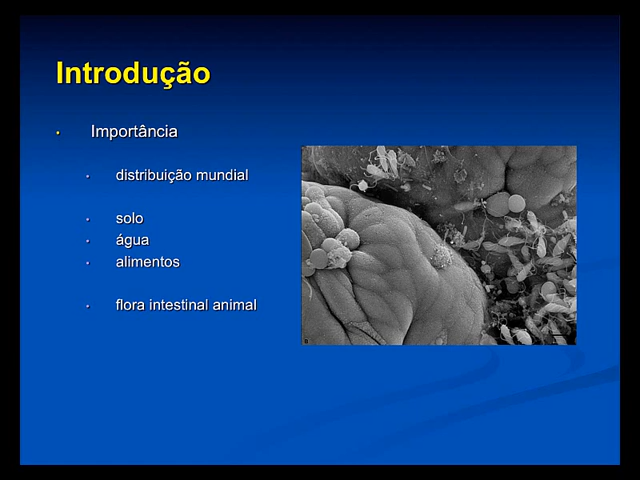 Introdução
• Importância
• distribuição mundial
• solo
• água
• alimentos
• flora intestinal animal